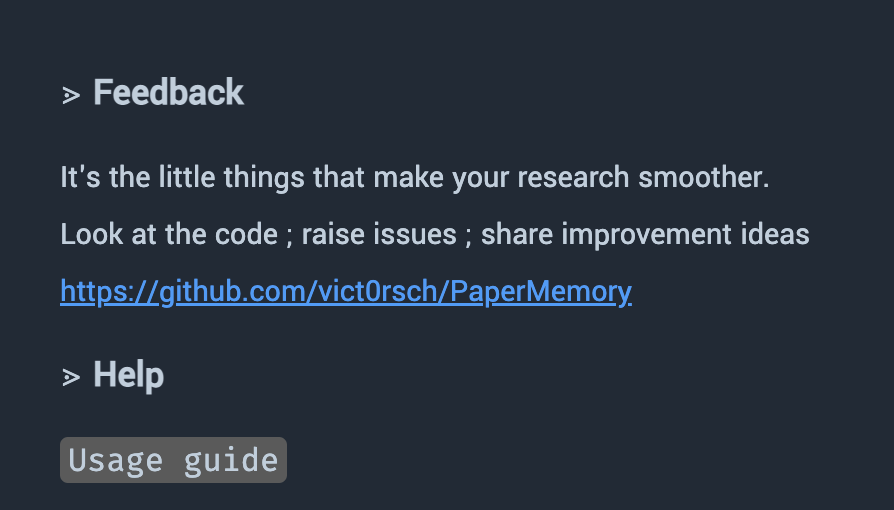 ⋗ Feedback
It's the little things that make your research smoother.
Look at the code ; raise issues ; share improvement ideas
https://github.com/vict0rsch/PaperMemory
⋗ Help
Usage guide